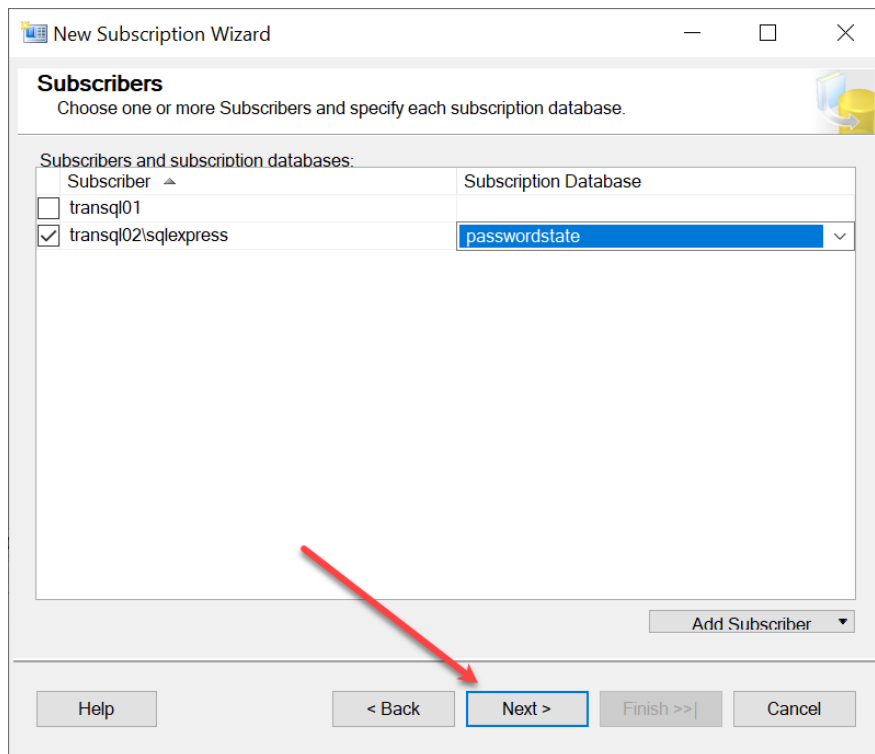 New Subscription Wizard
Subscribers
Choose one or more Subscribers and specify each subscription database.
Subscribers and subscription databases:
Subscriber Subscription Database
transql01
transql02\sqlexpress passwordstate
Add Subscriber
Help < Back Next > Finish >>| Cancel